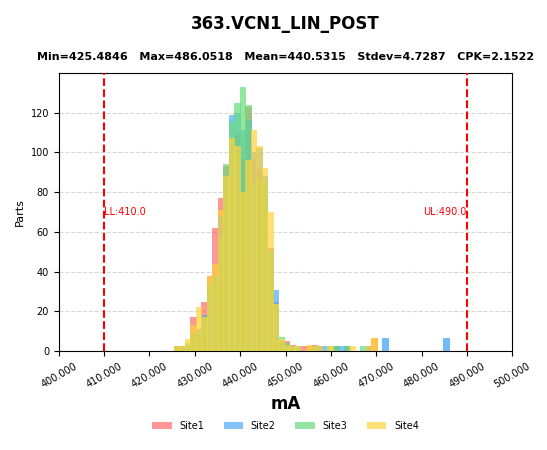 363.VCN1_LIN_POST
Min=425.4846 Max=486.0518 Mean=440.5315 Stdev=4.7287 CPK=2.1522
120
100
80
60
40
20
0
Parts
LL:410.0
UL:490.0
400.000 410.000 420.000 430.000 440.000 450.000 460.000 470.000 480.000 490.000 500.000
mA
Site1 Site2 Site3 Site4